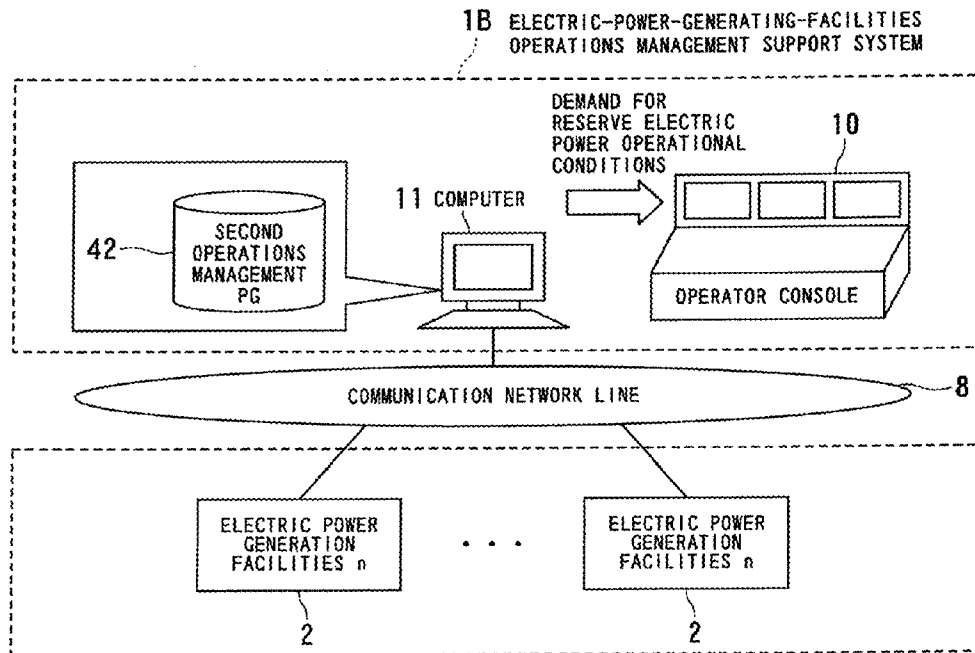 1B ELECTRIC-POWER-GENERATING-FACILITIES
OPERATIONS MANAGEMENT SUPPORT SYSTEM
DEMAND FOR
RESERVE ELECTRIC
POWER OPERATIONAL
CONDITIONS
10
11 COMPUTER
42
SECOND
OPERATIONS
MANAGEMENT
PG
OPERATOR CONSOLE
COMMUNICATION NETWORK LINE
8
ELECTRIC POWER
GENERATION
FACILITIES n
. . .
ELECTRIC POWER
GENERATION
FACILITIES n
2
2